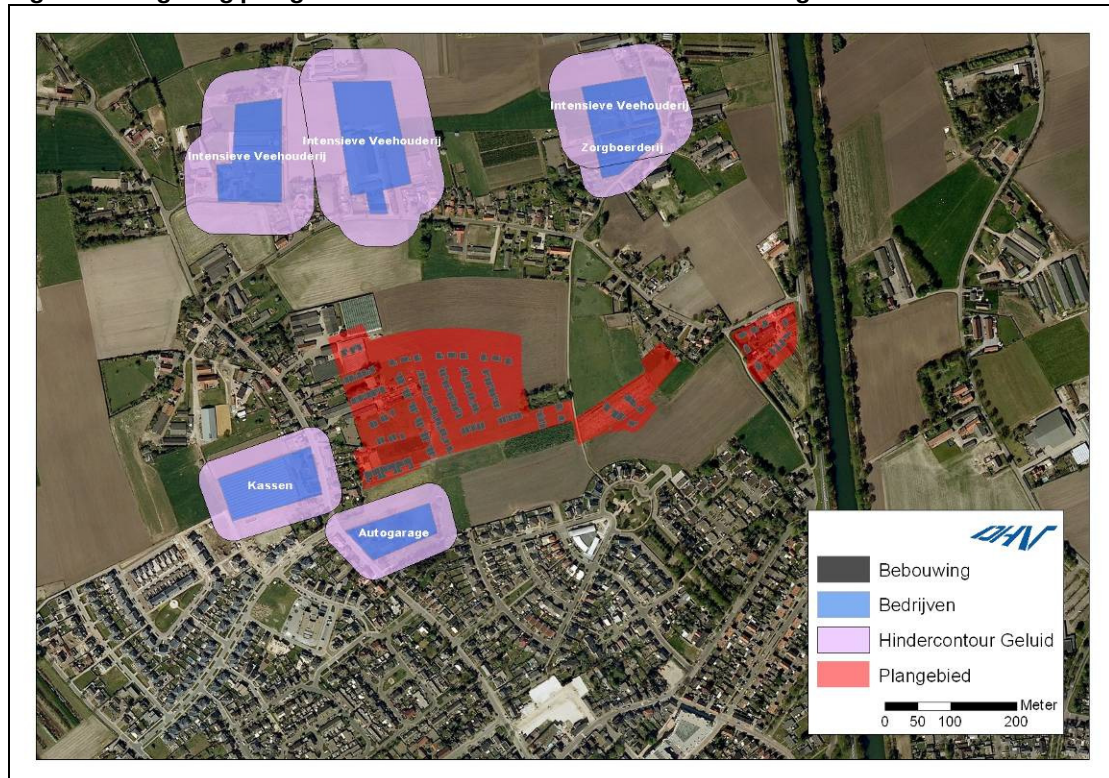 Intensieve Veehouderij
Intensieve Veehouderij
Intensieve Veehouderij
Zorgboerderij
Kassen
Autogarage
DHV
Bebouwing
Bedrijven
Hindercontour Geluid
Plangebied
Meter
0 50 100 200